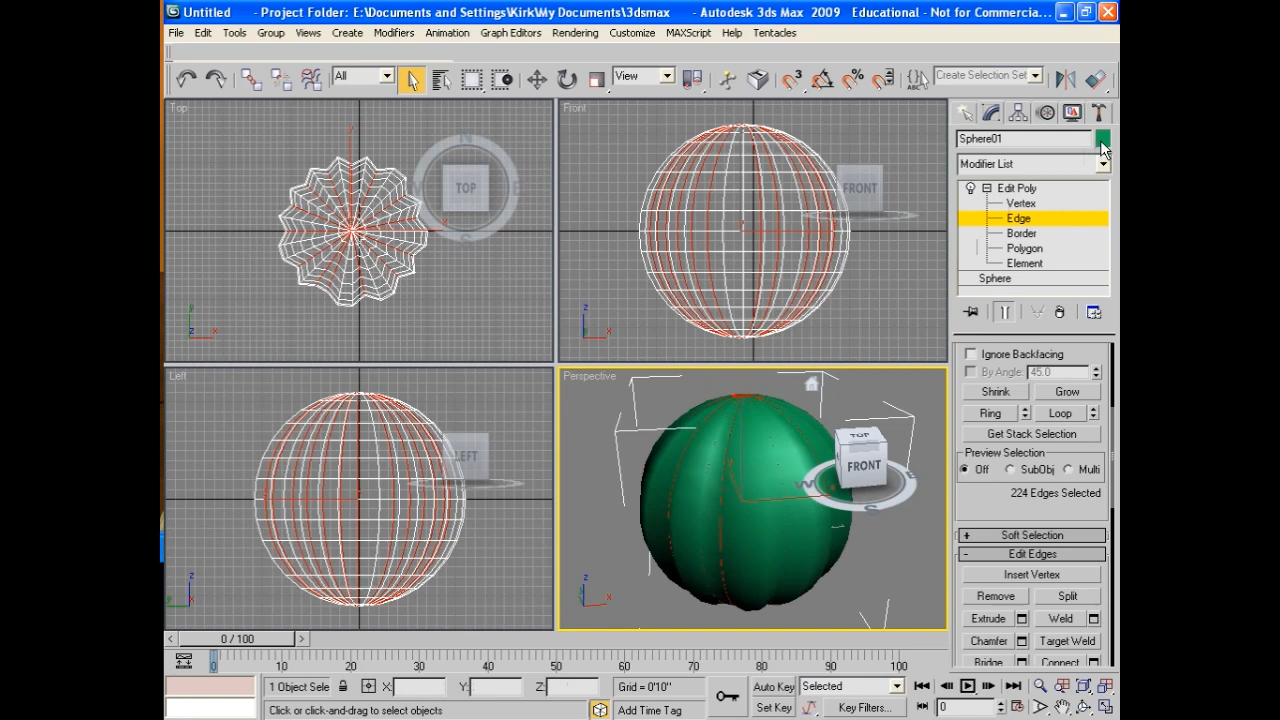 Untitled - Project Folder: E:\Documents and Settings\Kirk\My Documents\3dsmax - Autodesk 3ds Max 2009 Educational - Not for Commercia...
File Edit Tools Group Views Create Modifiers Animation Graph Editors Rendering Customize MAXScript Help Tentacles
All View Create Selection Set
Top Front
N
TOP E
S
FRONT
y
x
z
Sphere01
Modifier List
Edit Poly
Vertex
Edge
Border
Polygon
Element
Sphere
Left Perspective
LEFT
TOP
FRONT
W
S
Ignore Backfacing
By Angle: 45.0
Shrink Grow
Ring Loop
Get Stack Selection
Preview Selection
Off SubObj Multi
224 Edges Selected
+ Soft Selection
- Edit Edges
Insert Vertex
Remove Split
Extrude Weld
Chamfer Target Weld
Bridge Connect
0 / 100
0 10 20 30 40 50 60 70 80 90 100
1 Object Sele X: Y: Z: Grid = 0'10" Auto Key Selected
Click or click-and-drag to select objects Add Time Tag Set Key Key Filters... 0